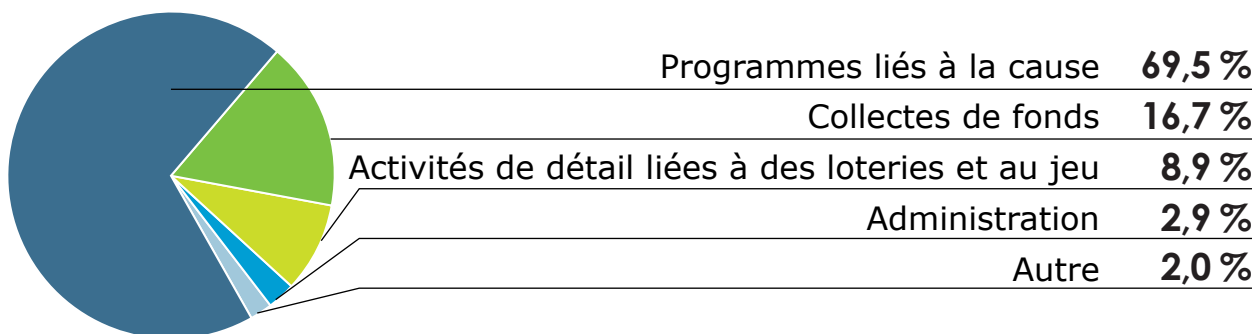 Programmes liés à la cause 69,5 %
Collectes de fonds 16,7 %
Activités de détail liées à des loteries et au jeu 8,9 %
Administration 2,9 %
Autre 2,0 %